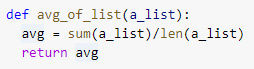 def avg_of_list(a_list):
  avg = sum(a_list)/len(a_list)
  return avg